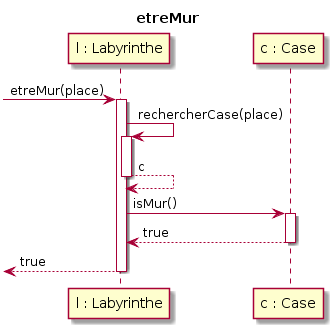 etreMur
l : Labyrinthe
c : Case
etreMur(place)
rechercherCase(place)
c
isMur()
true
true
l : Labyrinthe
c : Case